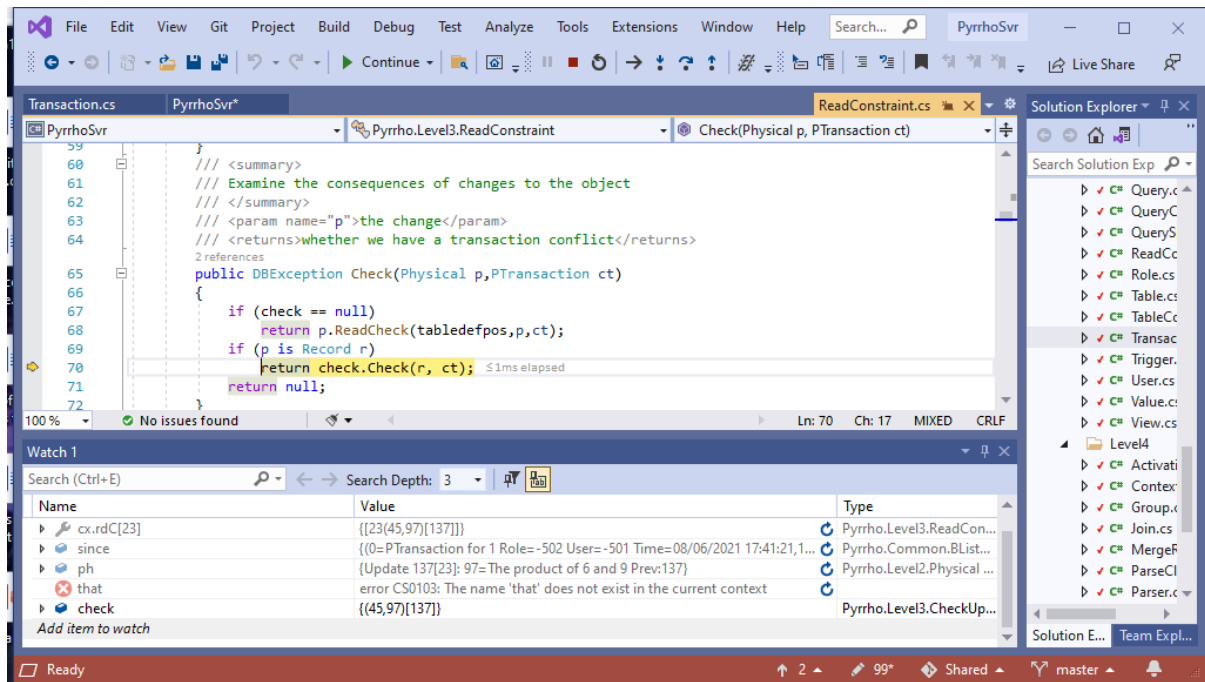 File Edit View Git Project Build Debug Test Analyze Tools Extensions Window Help Search... PyrrhoSvr
Continue Live Share
Transaction.cs PyrrhoSvr* ReadConstraint.cs
PyrrhoSvr Pyrrho.Level3.ReadConstraint Check(Physical p, PTransaction ct)
59 }
60 /// <summary>
61 /// Examine the consequences of changes to the object
62 /// </summary>
63 /// <param name="p">the change</param>
64 /// <returns>whether we have a transaction conflict</returns>
2 references
65 public DBException Check(Physical p,PTransaction ct)
66 {
67 if (check == null)
68 return p.ReadCheck(tabledefpos,p,ct);
69 if (p is Record r)
70 return check.Check(r, ct); ≤1ms elapsed
71 return null;
72 }
100 % No issues found Ln: 70 Ch: 17 MIXED CRLF
Watch 1
Search (Ctrl+E) Search Depth: 3
Name Value Type
cx.rdC[23] {[23(45,97)[137]]} Pyrrho.Level3.ReadCon...
since {(0=PTransaction for 1 Role=-502 User=-501 Time=08/06/2021 17:41:21,1... Pyrrho.Common.BList...
ph {Update 137[23]: 97=The product of 6 and 9 Prev:137} Pyrrho.Level2.Physical ...
that error CS0103: The name 'that' does not exist in the current context
check {(45,97)[137]} Pyrrho.Level3.CheckUp...
Add item to watch
Solution Explorer
Search Solution Exp
C# Query.c
C# QueryC
C# QueryS
C# ReadCo
C# Role.cs
C# Table.cs
C# TableCo
C# Transac
C# Trigger.
C# User.cs
C# Value.cs
C# View.cs
Level4
C# Activati
C# Contex
C# Group.c
C# Join.cs
C# MergeR
C# ParseCl
C# Parser.c
Solution E... Team Expl...
Ready 2 99* Shared master